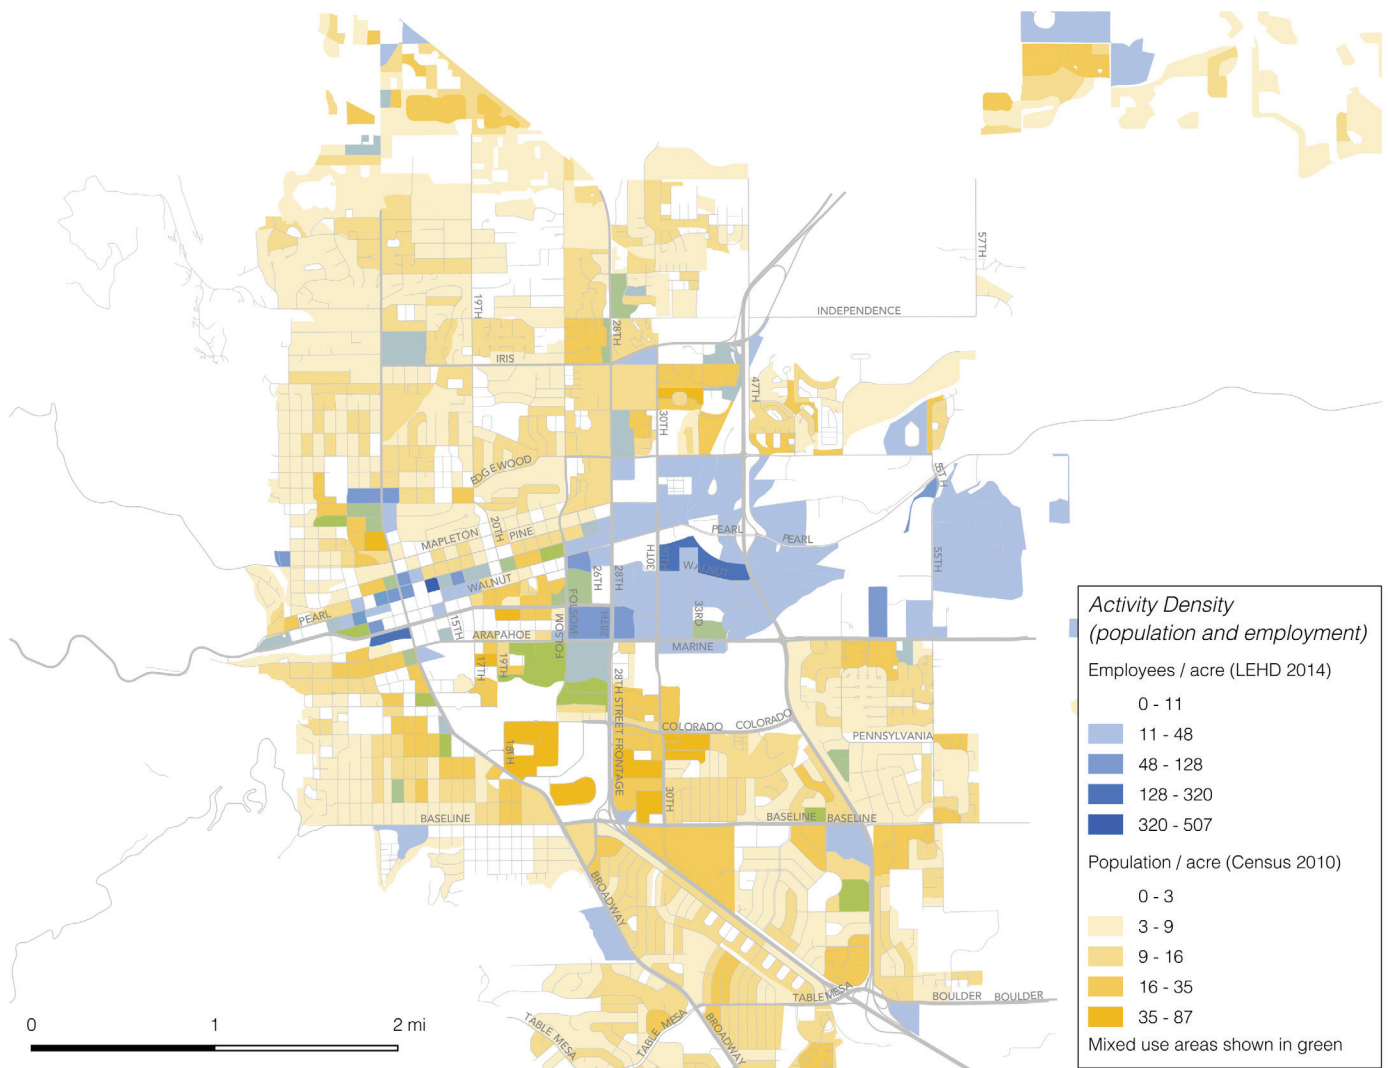 57TH
INDEPENDENCE
19TH
28TH
IRIS
47TH
30TH
EDGEWOOD
55TH
20TH
MAPLETON
PINE
PEARL
PEARL
30TH
WALNUT
26TH
28TH
30TH
55TH
WALNUT
FOLSOM
FOLSOM
28TH
33RD
PEARL
15TH
ARAPAHOE
MARINE
17TH
19TH
28TH STREET FRONTAGE
COLORADO
COLORADO
PENNSYLVANIA
18TH
30TH
BASELINE
BASELINE
BASELINE
BROADWAY
TABLE MESA
BOULDER
BOULDER
TABLE MESA
TABLE MESA
BROADWAY
0
1
2 mi
Activity Density
(population and employment)
Employees / acre (LEHD 2014)
0 - 11
11 - 48
48 - 128
128 - 320
320 - 507
Population / acre (Census 2010)
0 - 3
3 - 9
9 - 16
16 - 35
35 - 87
Mixed use areas shown in green